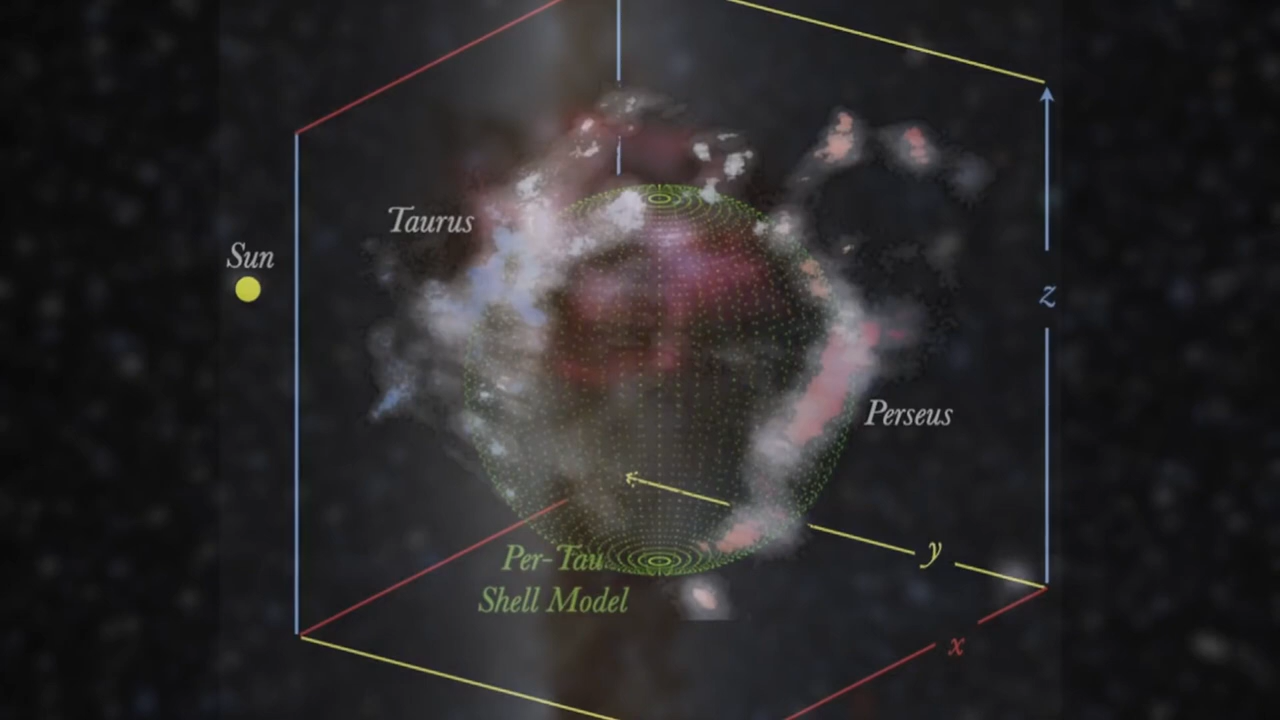 Taurus
Sun
z
Perseus
y
Per-Tau
Shell Model
x